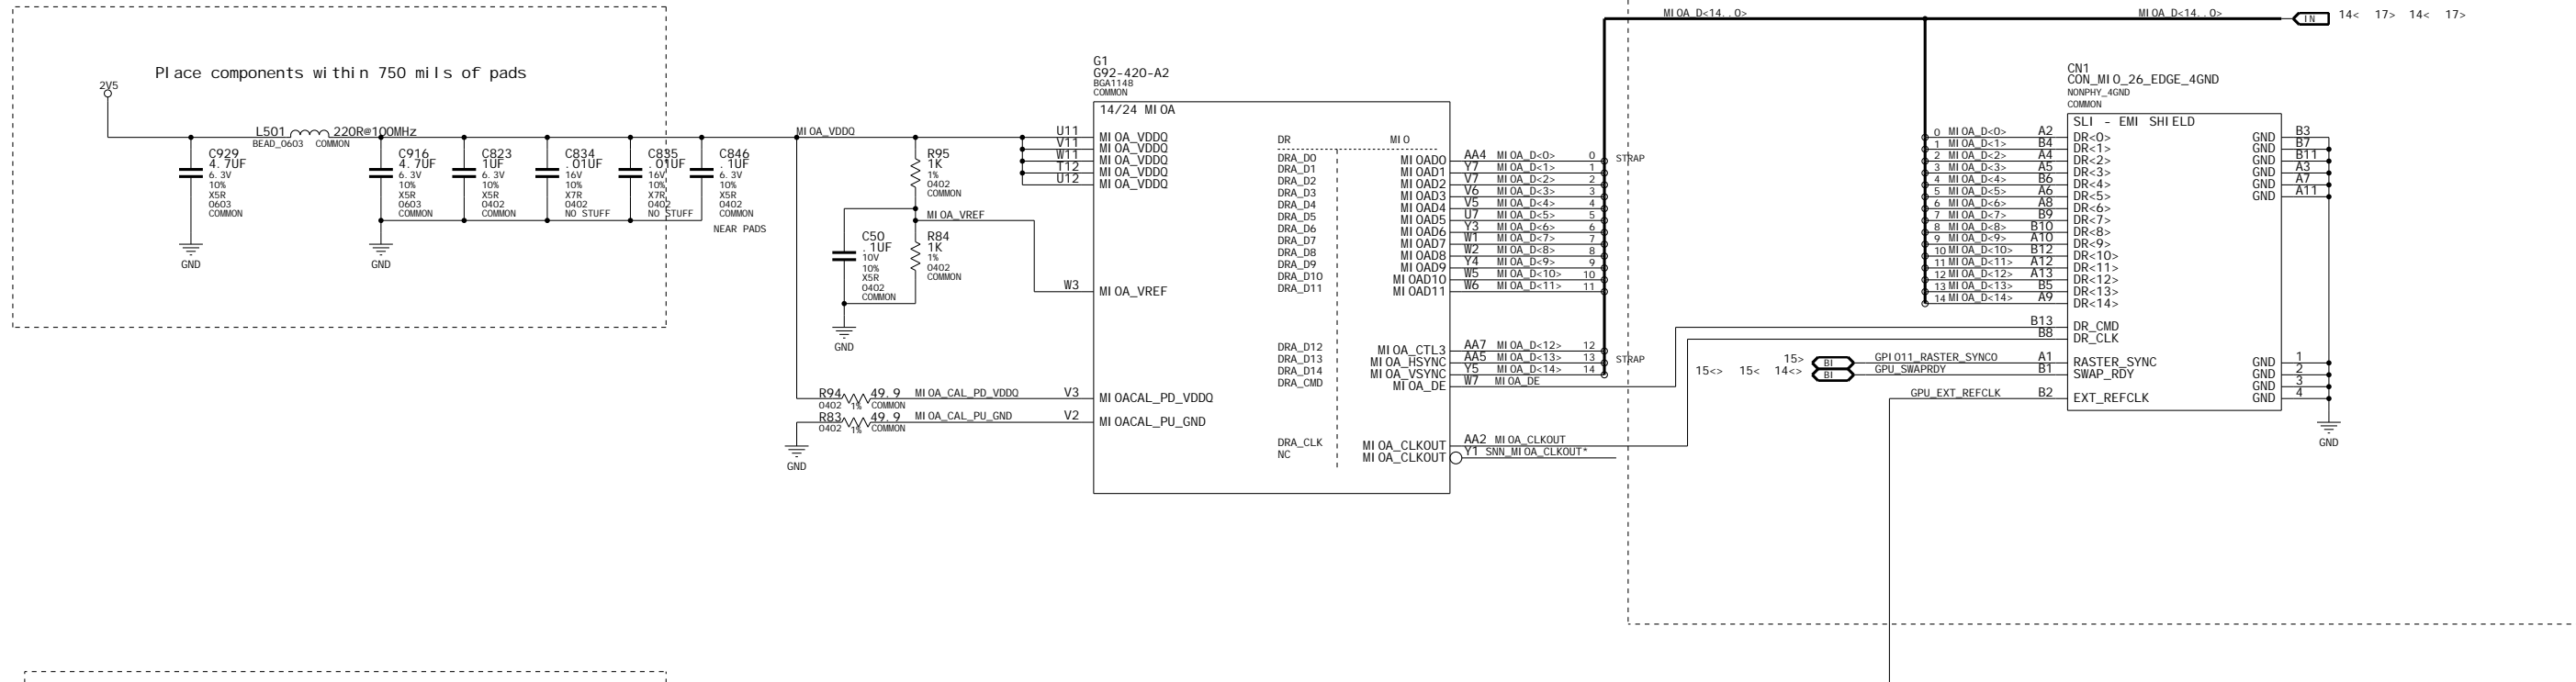 MIOA_D<14..0>
MIOA_D<14..0>
IN
14< 17> 14< 17>
Place components within 750 mils of pads
2V5
L501
220R@100MHz
BEAD_0603 COMMON
C929
4.7UF
6.3V
10%
X5R
0603
COMMON
GND
C916
4.7UF
6.3V
10%
X5R
0603
COMMON
GND
C823
1UF
6.3V
10%
X5R
0402
COMMON
C834
.01UF
16V
10%
X7R
0402
NO STUFF
C835
.01UF
16V
10%
X7R
0402
NO STUFF
C846
.1UF
6.3V
10%
X5R
0402
COMMON
NEAR PADS
MIOA_VDDQ
R95
1K
1%
0402
COMMON
MIOA_VREF
C50
.1UF
10V
10%
X5R
0402
COMMON
GND
R84
1K
1%
0402
COMMON
R94 49.9 MIOA_CAL_PD_VDDQ
0402 1% COMMON
R83 49.9 MIOA_CAL_PU_GND
0402 1% COMMON
GND
G1
G92-420-A2
BGA1148
COMMON
14/24 MIOA
U11 MIOA_VDDQ
V11 MIOA_VDDQ
W11 MIOA_VDDQ
T12 MIOA_VDDQ
U12 MIOA_VDDQ
W3 MIOA_VREF
V3 MIOACAL_PD_VDDQ
V2 MIOACAL_PU_GND
DR MIO
DRA_D0 MIOAD0 AA4 MIOA_D<0> 0 STRAP
DRA_D1 MIOAD1 Y7 MIOA_D<1> 1
DRA_D2 MIOAD2 V7 MIOA_D<2> 2
DRA_D3 MIOAD3 V6 MIOA_D<3> 3
DRA_D4 MIOAD4 V5 MIOA_D<4> 4
DRA_D5 MIOAD5 U7 MIOA_D<5> 5
DRA_D6 MIOAD6 Y3 MIOA_D<6> 6
DRA_D7 MIOAD7 W1 MIOA_D<7> 7
DRA_D8 MIOAD8 W2 MIOA_D<8> 8
DRA_D9 MIOAD9 Y4 MIOA_D<9> 9
DRA_D10 MIOAD10 W5 MIOA_D<10> 10
DRA_D11 MIOAD11 W6 MIOA_D<11> 11
DRA_D12 MIOA_CTL3 AA7 MIOA_D<12> 12
DRA_D13 MIOA_HSYNC AA5 MIOA_D<13> 13 STRAP
DRA_D14 MIOA_VSYNC Y5 MIOA_D<14> 14
DRA_CMD MIOA_DE W7 MIOA_DE
DRA_CLK MIOA_CLKOUT AA2 MIOA_CLKOUT
NC MIOA_CLKOUT Y1 SNN_MIOA_CLKOUT*
CN1
CON_MIO_26_EDGE_4GND
NONPHY_4GND
COMMON
SLI - EMI SHIELD
0 MIOA_D<0> A2 DR<0>
1 MIOA_D<1> B4 DR<1>
2 MIOA_D<2> A4 DR<2>
3 MIOA_D<3> A5 DR<3>
4 MIOA_D<4> B6 DR<4>
5 MIOA_D<5> A6 DR<5>
6 MIOA_D<6> A8 DR<6>
7 MIOA_D<7> B9 DR<7>
8 MIOA_D<8> B10 DR<8>
9 MIOA_D<9> A10 DR<9>
10 MIOA_D<10> B12 DR<10>
11 MIOA_D<11> A12 DR<11>
12 MIOA_D<12> A13 DR<12>
13 MIOA_D<13> B5 DR<13>
14 MIOA_D<14> A9 DR<14>
B13 DR_CMD
B8 DR_CLK
15> BI GPIO11_RASTER_SYNC0 A1 RASTER_SYNC
15<> 15< 14<> BI GPU_SWAPRDY B1 SWAP_RDY
GPU_EXT_REFCLK B2 EXT_REFCLK
GND B3
GND B7
GND B11
GND A3
GND A7
GND A11
GND 1
GND 2
GND 3
GND 4
GND